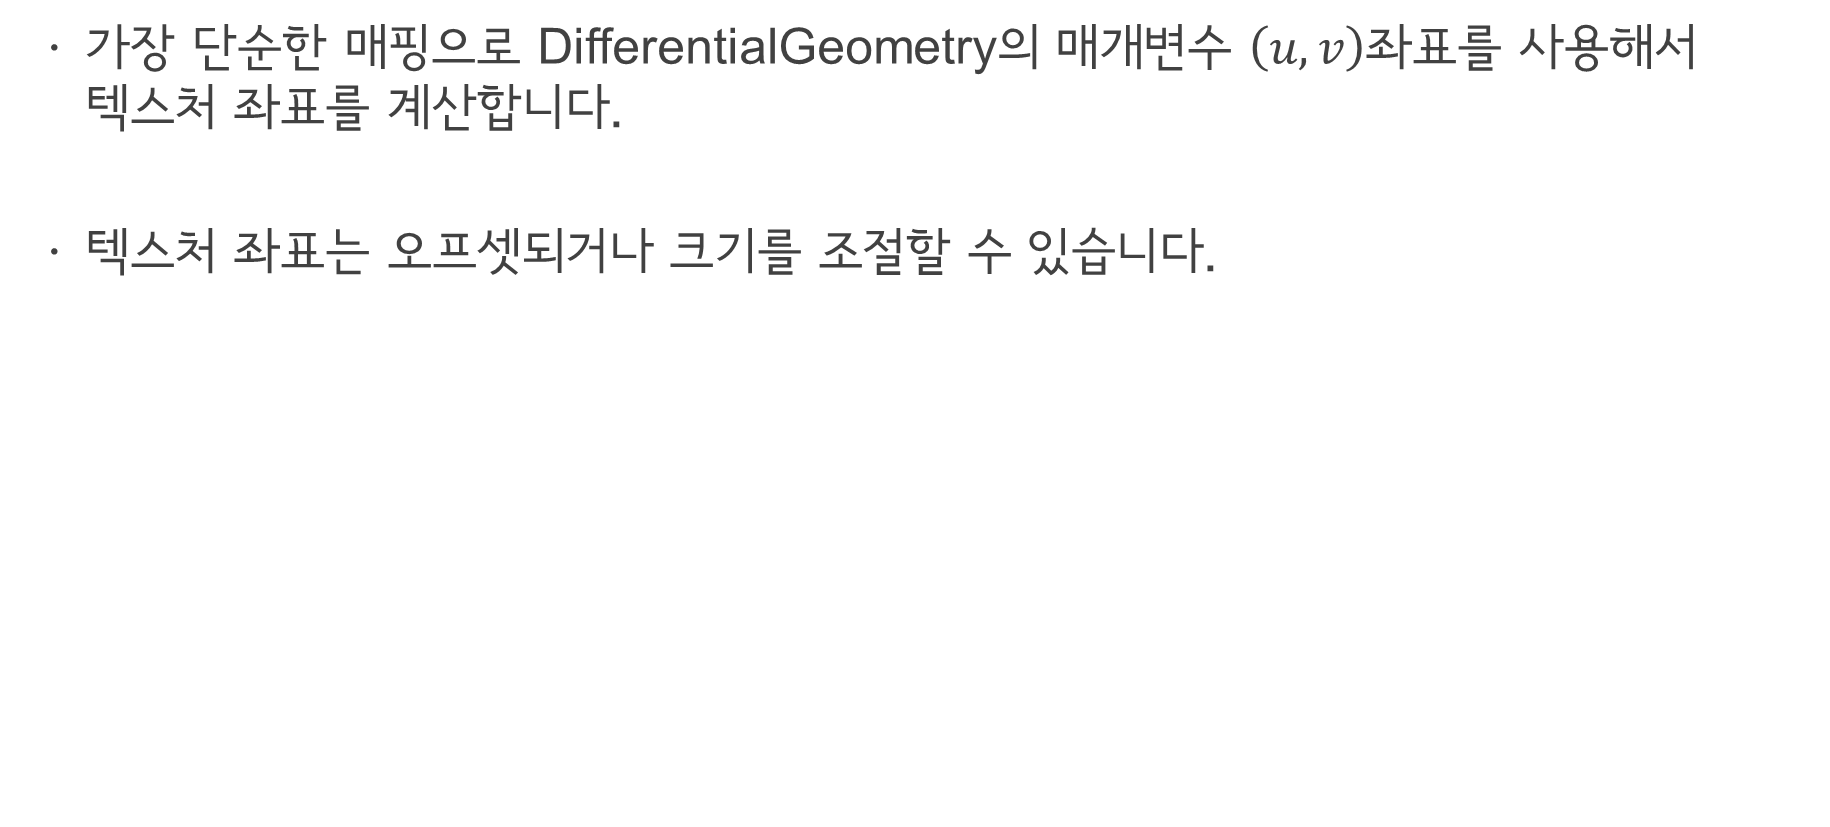 · 가장 단순한 매핑으로 DifferentialGeometry의 매개변수 (u, v)좌표를 사용해서
텍스처 좌표를 계산합니다.
· 텍스처 좌표는 오프셋되거나 크기를 조절할 수 있습니다.